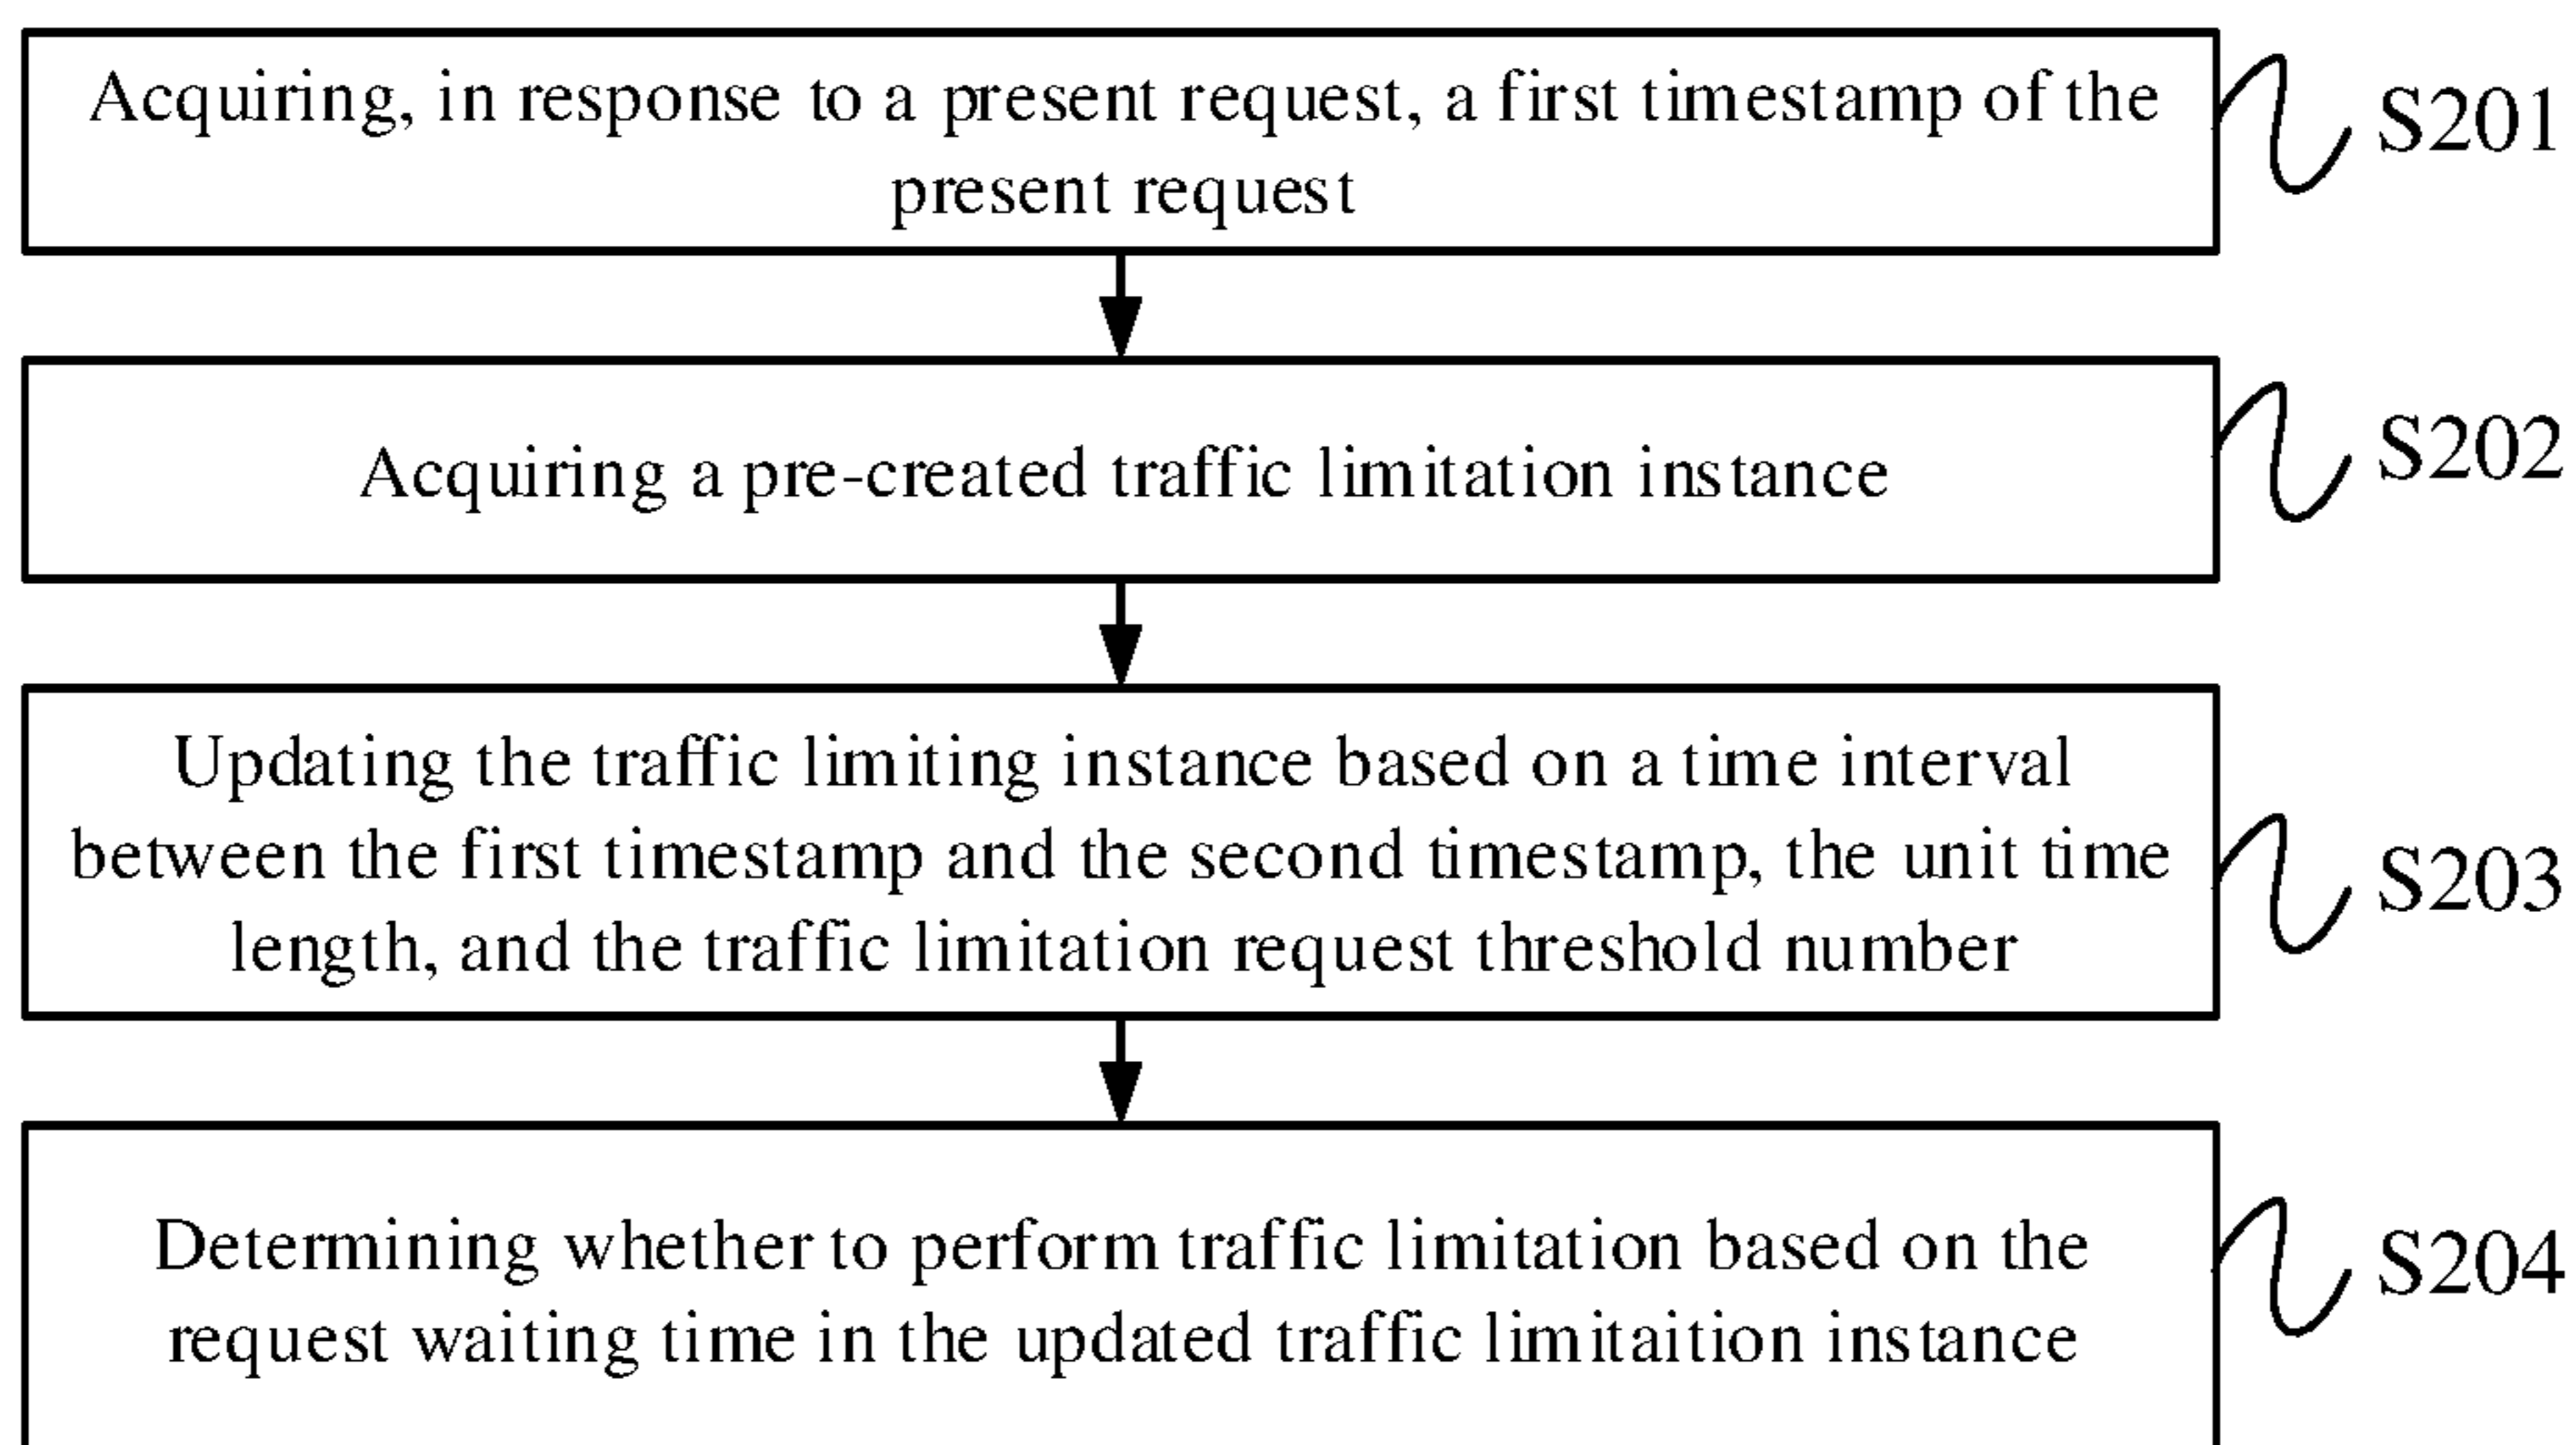 Acquiring, in response to a present request, a first timestamp of the
present request
S201
Acquiring a pre-created traffic limitation instance
S202
Updating the traffic limiting instance based on a time interval
between the first timestamp and the second timestamp, the unit time
length, and the traffic limitation request threshold number
S203
Determining whether to perform traffic limitation based on the
request waiting time in the updated traffic limitaition instance
S204